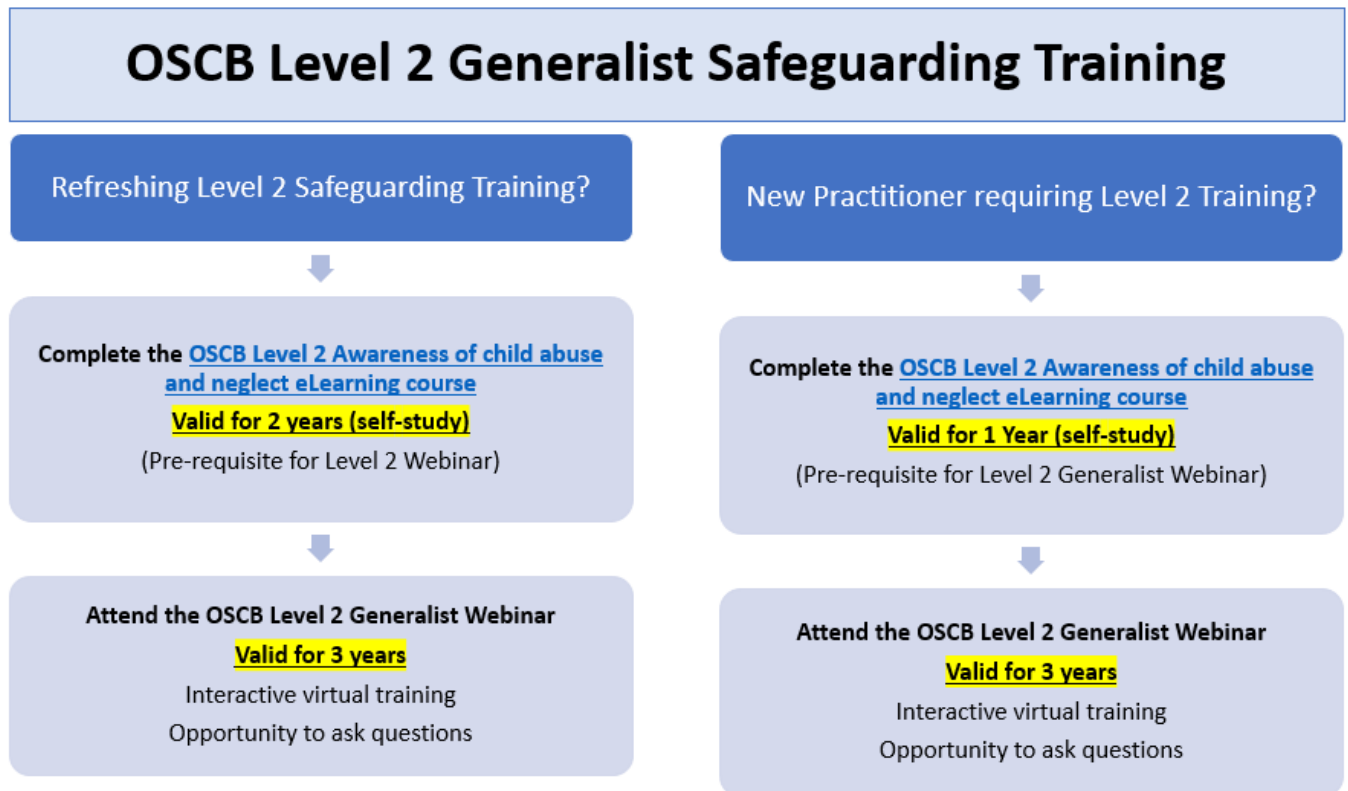 OSCB Level 2 Generalist Safeguarding Training
Refreshing Level 2 Safeguarding Training?
Complete the OSCB Level 2 Awareness of child abuse
and neglect eLearning course
Valid for 2 years (self-study)
(Pre-requisite for Level 2 Webinar)
Attend the OSCB Level 2 Generalist Webinar
Valid for 3 years
Interactive virtual training
Opportunity to ask questions
New Practitioner requiring Level 2 Training?
Complete the OSCB Level 2 Awareness of child abuse
and neglect eLearning course
Valid for 1 Year (self-study)
(Pre-requisite for Level 2 Generalist Webinar)
Attend the OSCB Level 2 Generalist Webinar
Valid for 3 years
Interactive virtual training
Opportunity to ask questions